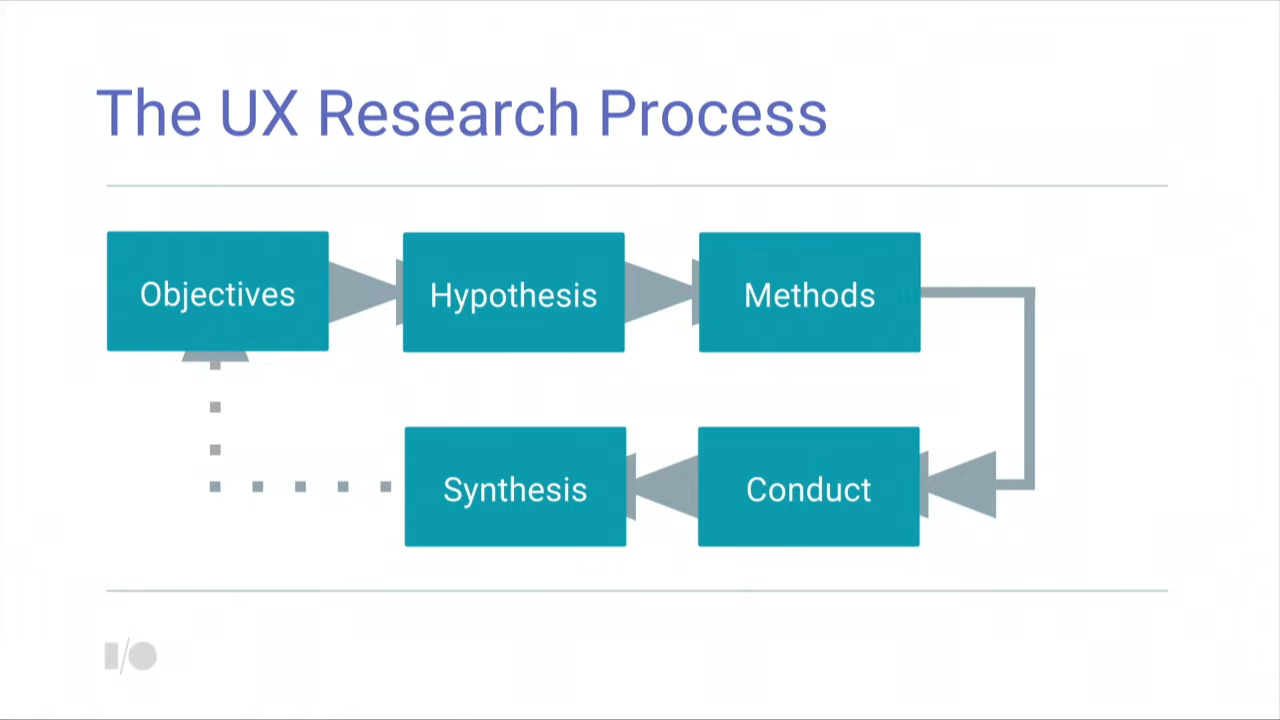 The UX Research Process
Objectives
Hypothesis
Methods
Synthesis
Conduct
I/O